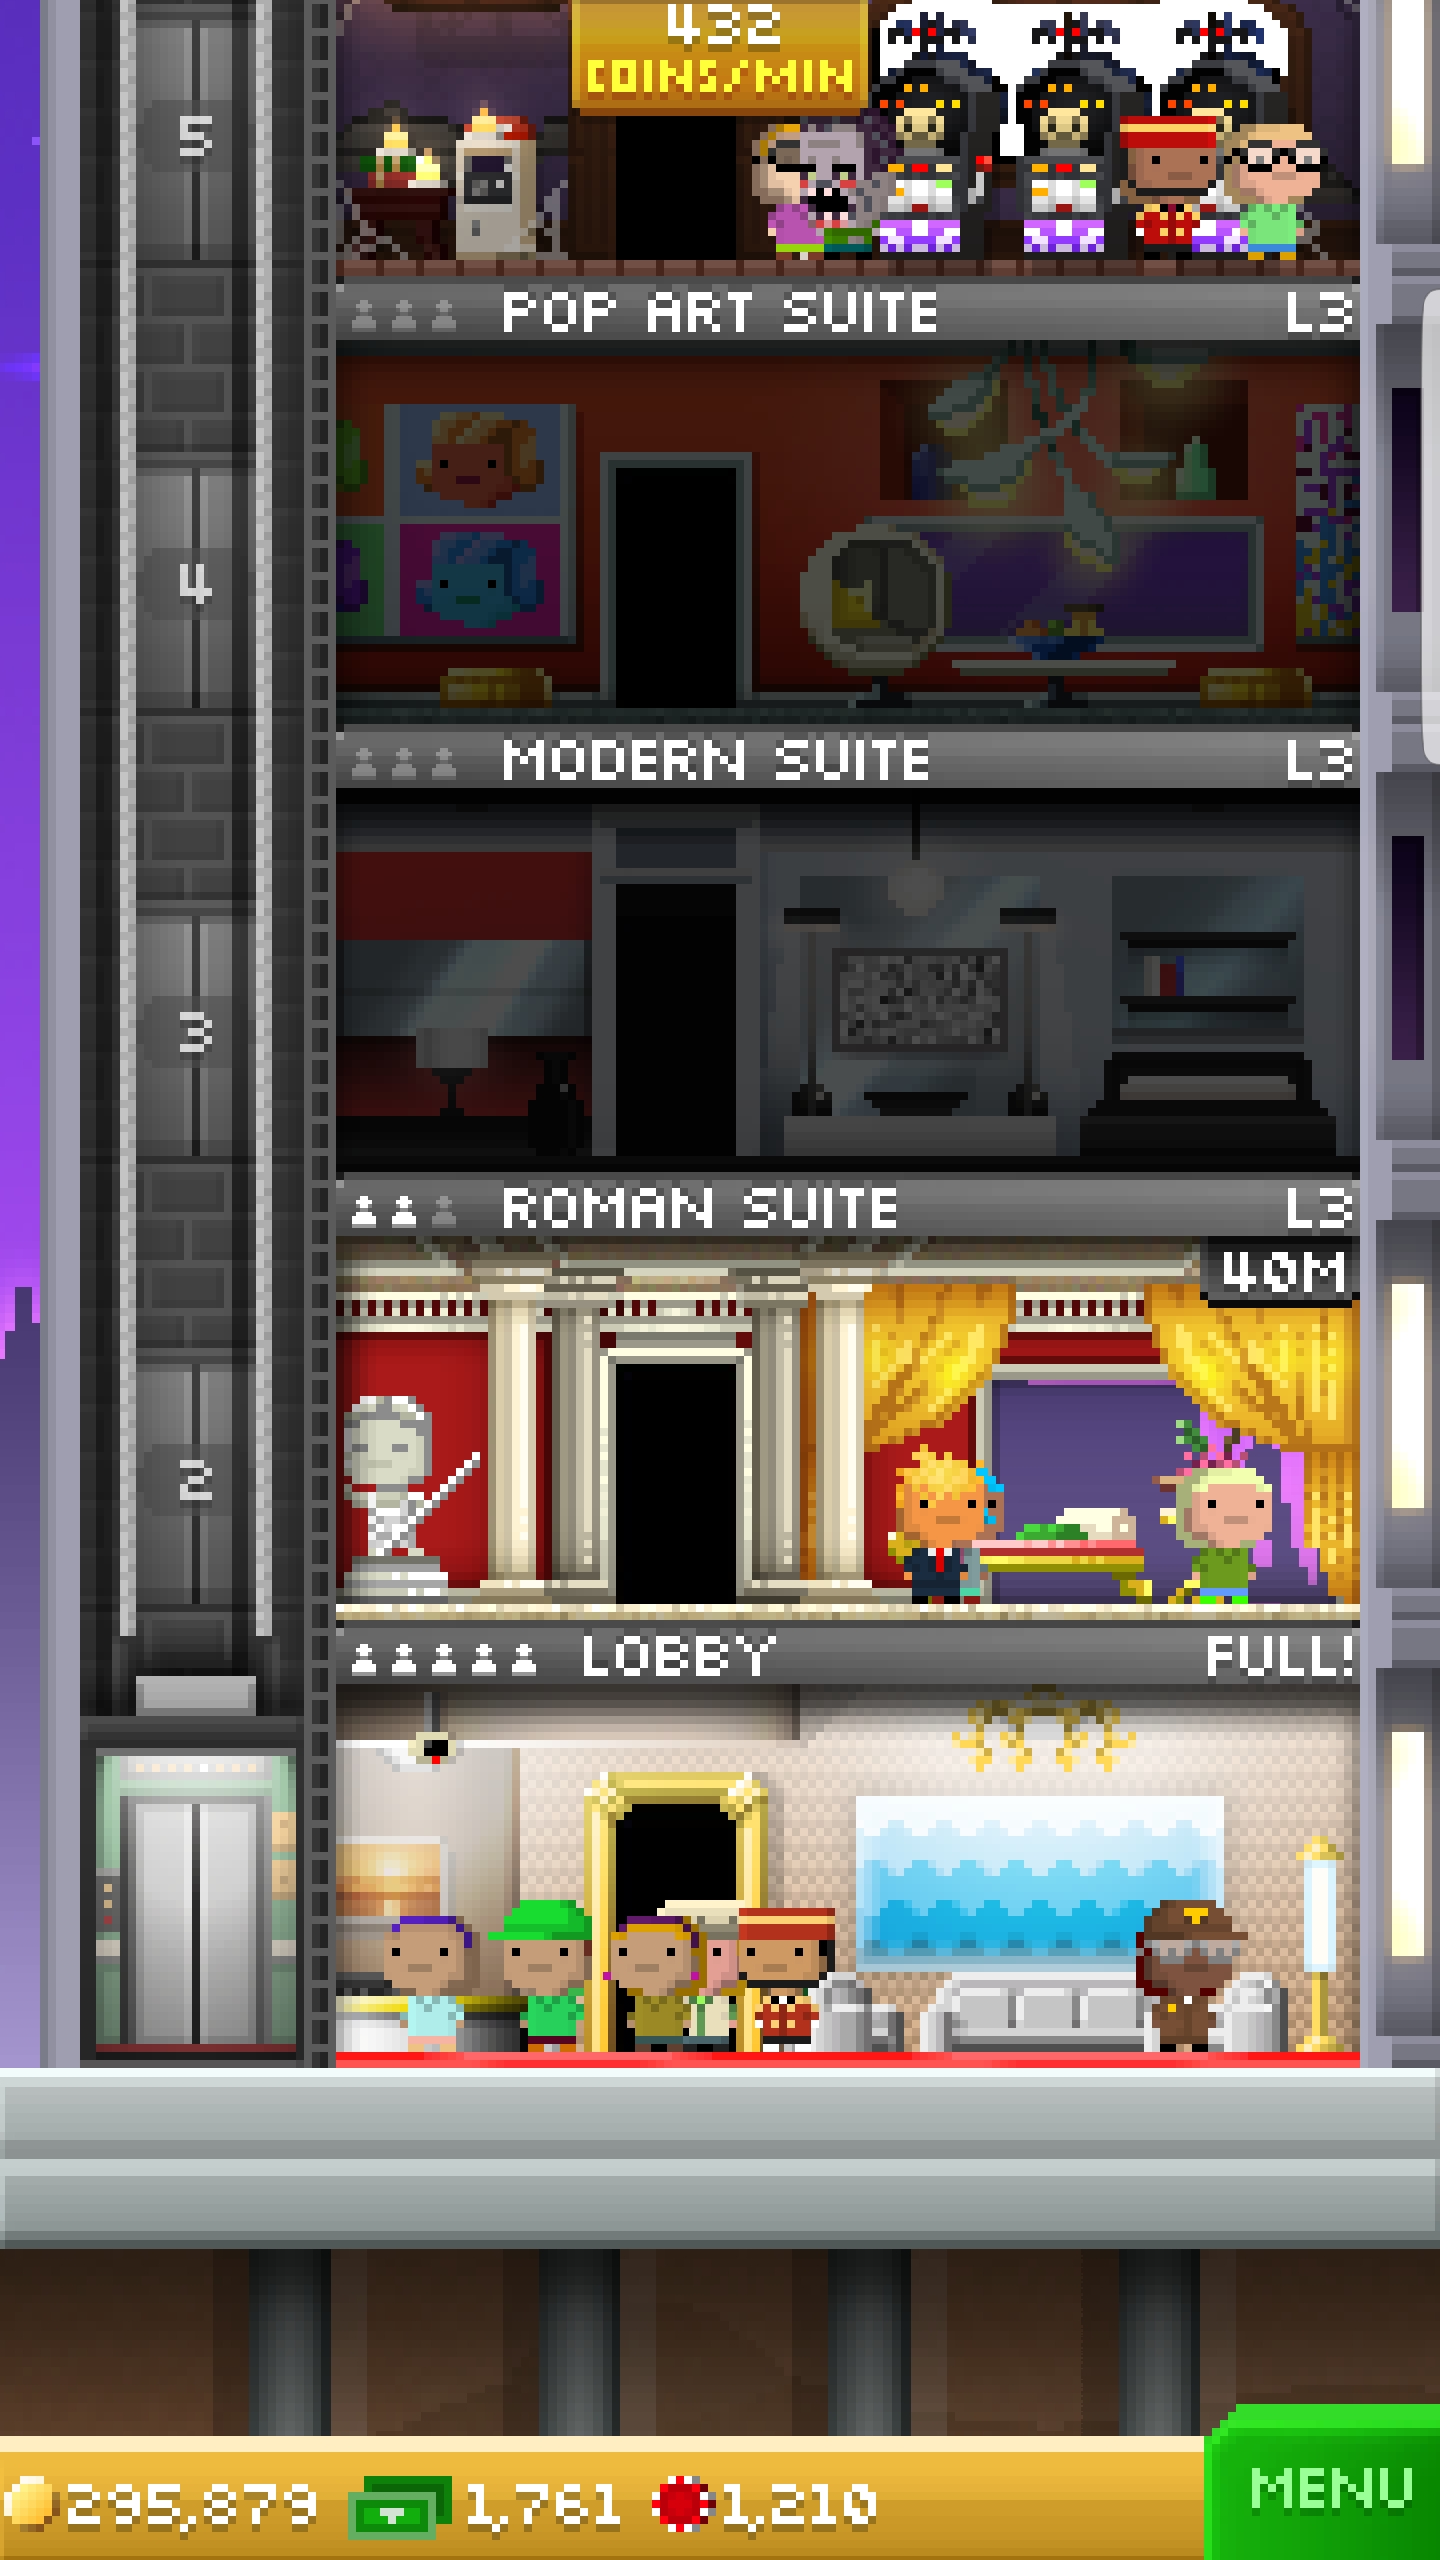 432
COINS/MIN
5
POP ART SUITE L3
4
MODERN SUITE L3
3
ROMAN SUITE L3
40M
2
LOBBY FULL!
295,879 1,761 1,210
MENU